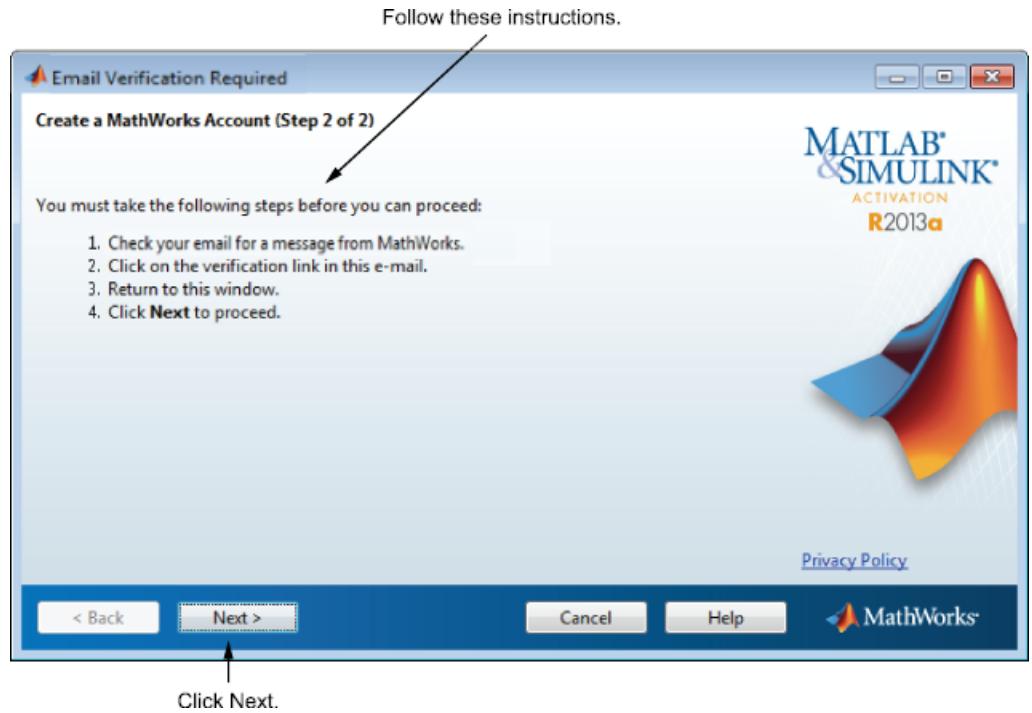 Follow these instructions.
Email Verification Required
Create a MathWorks Account (Step 2 of 2)
MATLAB®
&SIMULINK®
ACTIVATION
R2013a
You must take the following steps before you can proceed:
1. Check your email for a message from MathWorks.
2. Click on the verification link in this e-mail.
3. Return to this window.
4. Click Next to proceed.
Privacy Policy
< Back Next > Cancel Help MathWorks®
Click Next.